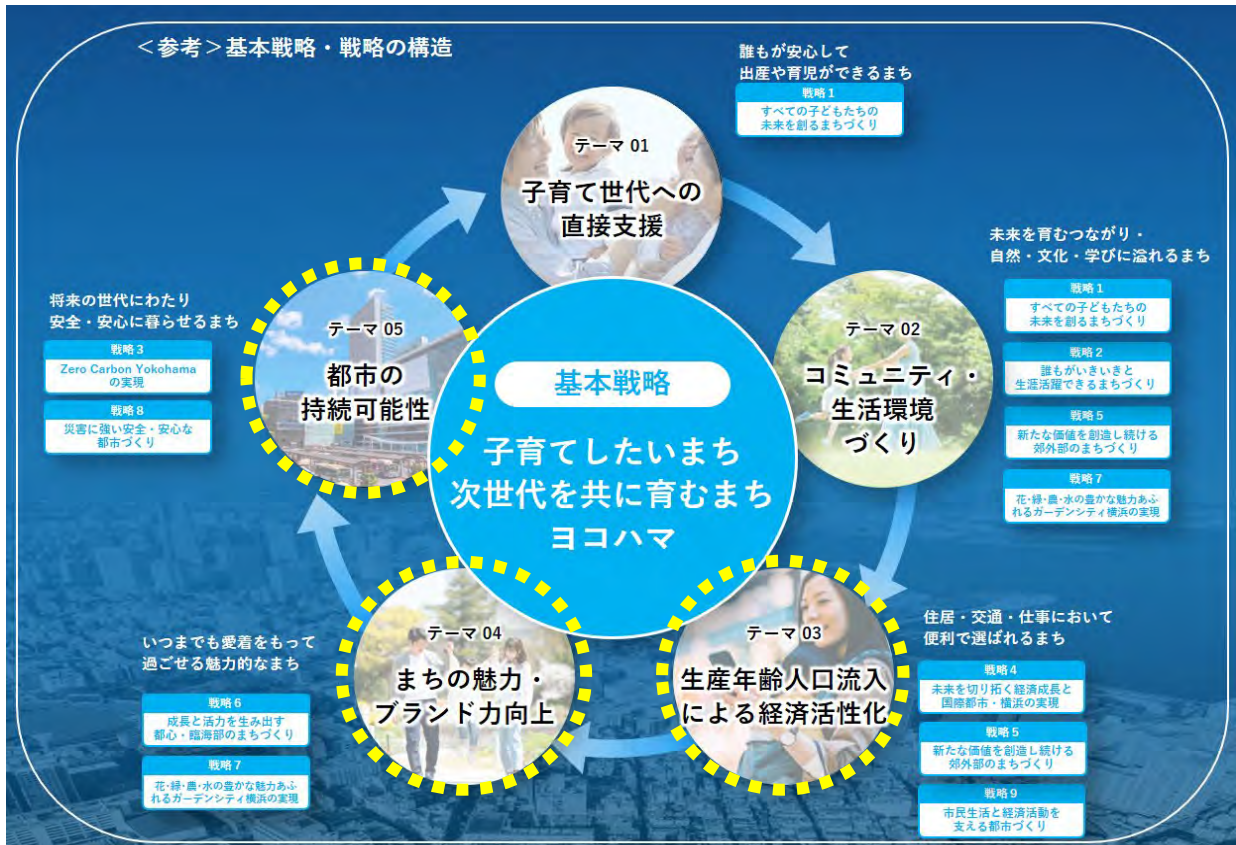 ＜参考＞基本戦略・戦略の構造
誰もが安心して
出産や育児ができるまち
戦略 1
すべての子どもたちの
未来を創るまちづくり
テーマ 01
子育て世代への
直接支援
未来を育むつながり・
自然・文化・学びに溢れるまち
戦略 1
すべての子どもたちの
未来を創るまちづくり
戦略 2
誰もがいきいきと
生涯活躍できるまちづくり
戦略 5
新たな価値を創造し続ける
郊外部のまちづくり
戦略 7
花・緑・農・水の豊かな魅力あふ
れるガーデンシティ横浜の実現
テーマ 02
コミュニティ・
生活環境
づくり
将来の世代にわたり
安全・安心に暮らせるまち
戦略 3
Zero Carbon Yokohama
の実現
戦略 8
災害に強い安全・安心な
都市づくり
テーマ 05
都市の
持続可能性
基本戦略
子育てしたいまち
次世代を共に育むまち
ヨコハマ
いつまでも愛着をもって
過ごせる魅力的なまち
戦略 6
成長と活力を生み出す
都心・臨海部のまちづくり
戦略 7
花・緑・農・水の豊かな魅力あふ
れるガーデンシティ横浜の実現
テーマ 04
まちの魅力・
ブランド力向上
テーマ 03
生産年齢人口流入
による経済活性化
住居・交通・仕事において
便利で選ばれるまち
戦略 4
未来を切り拓く経済成長と
国際都市・横浜の実現
戦略 5
新たな価値を創造し続ける
郊外部のまちづくり
戦略 9
市民生活と経済活動を
支える都市づくり